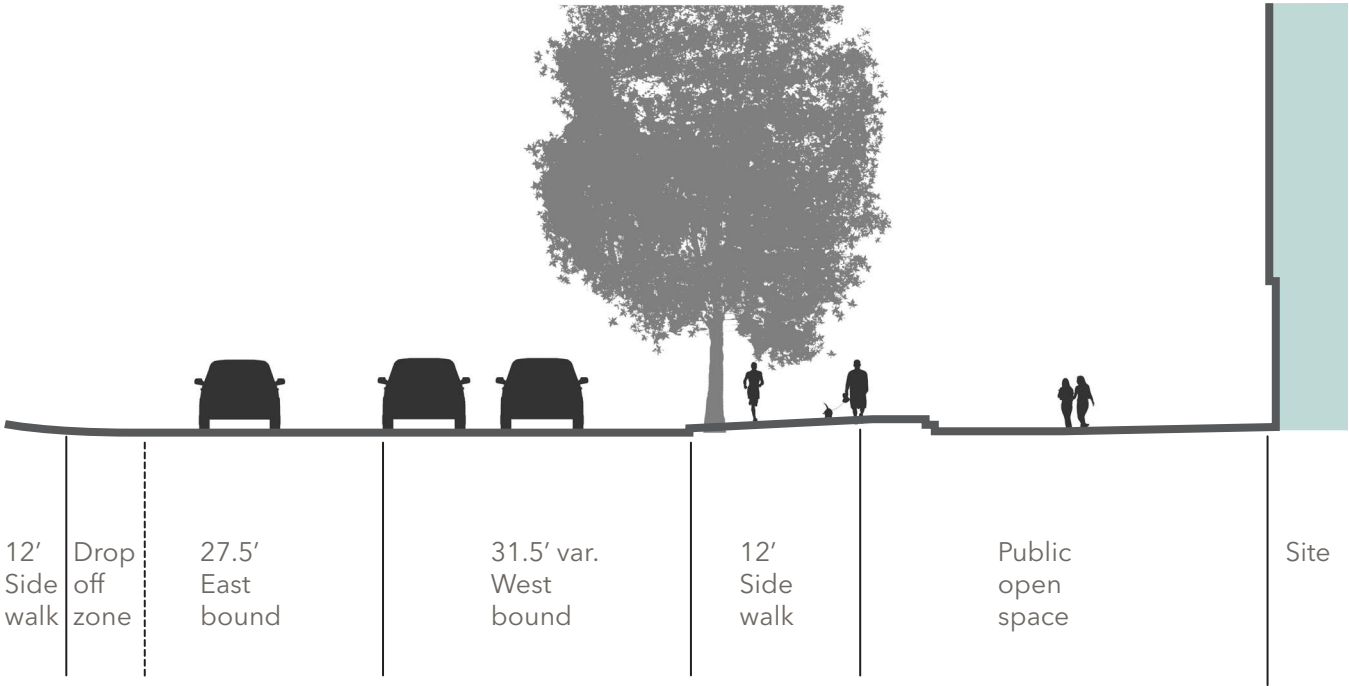 12′
Side
walk
Drop
off
zone
27.5′
East
bound
31.5′ var.
West
bound
12′
Side
walk
Public
open
space
Site